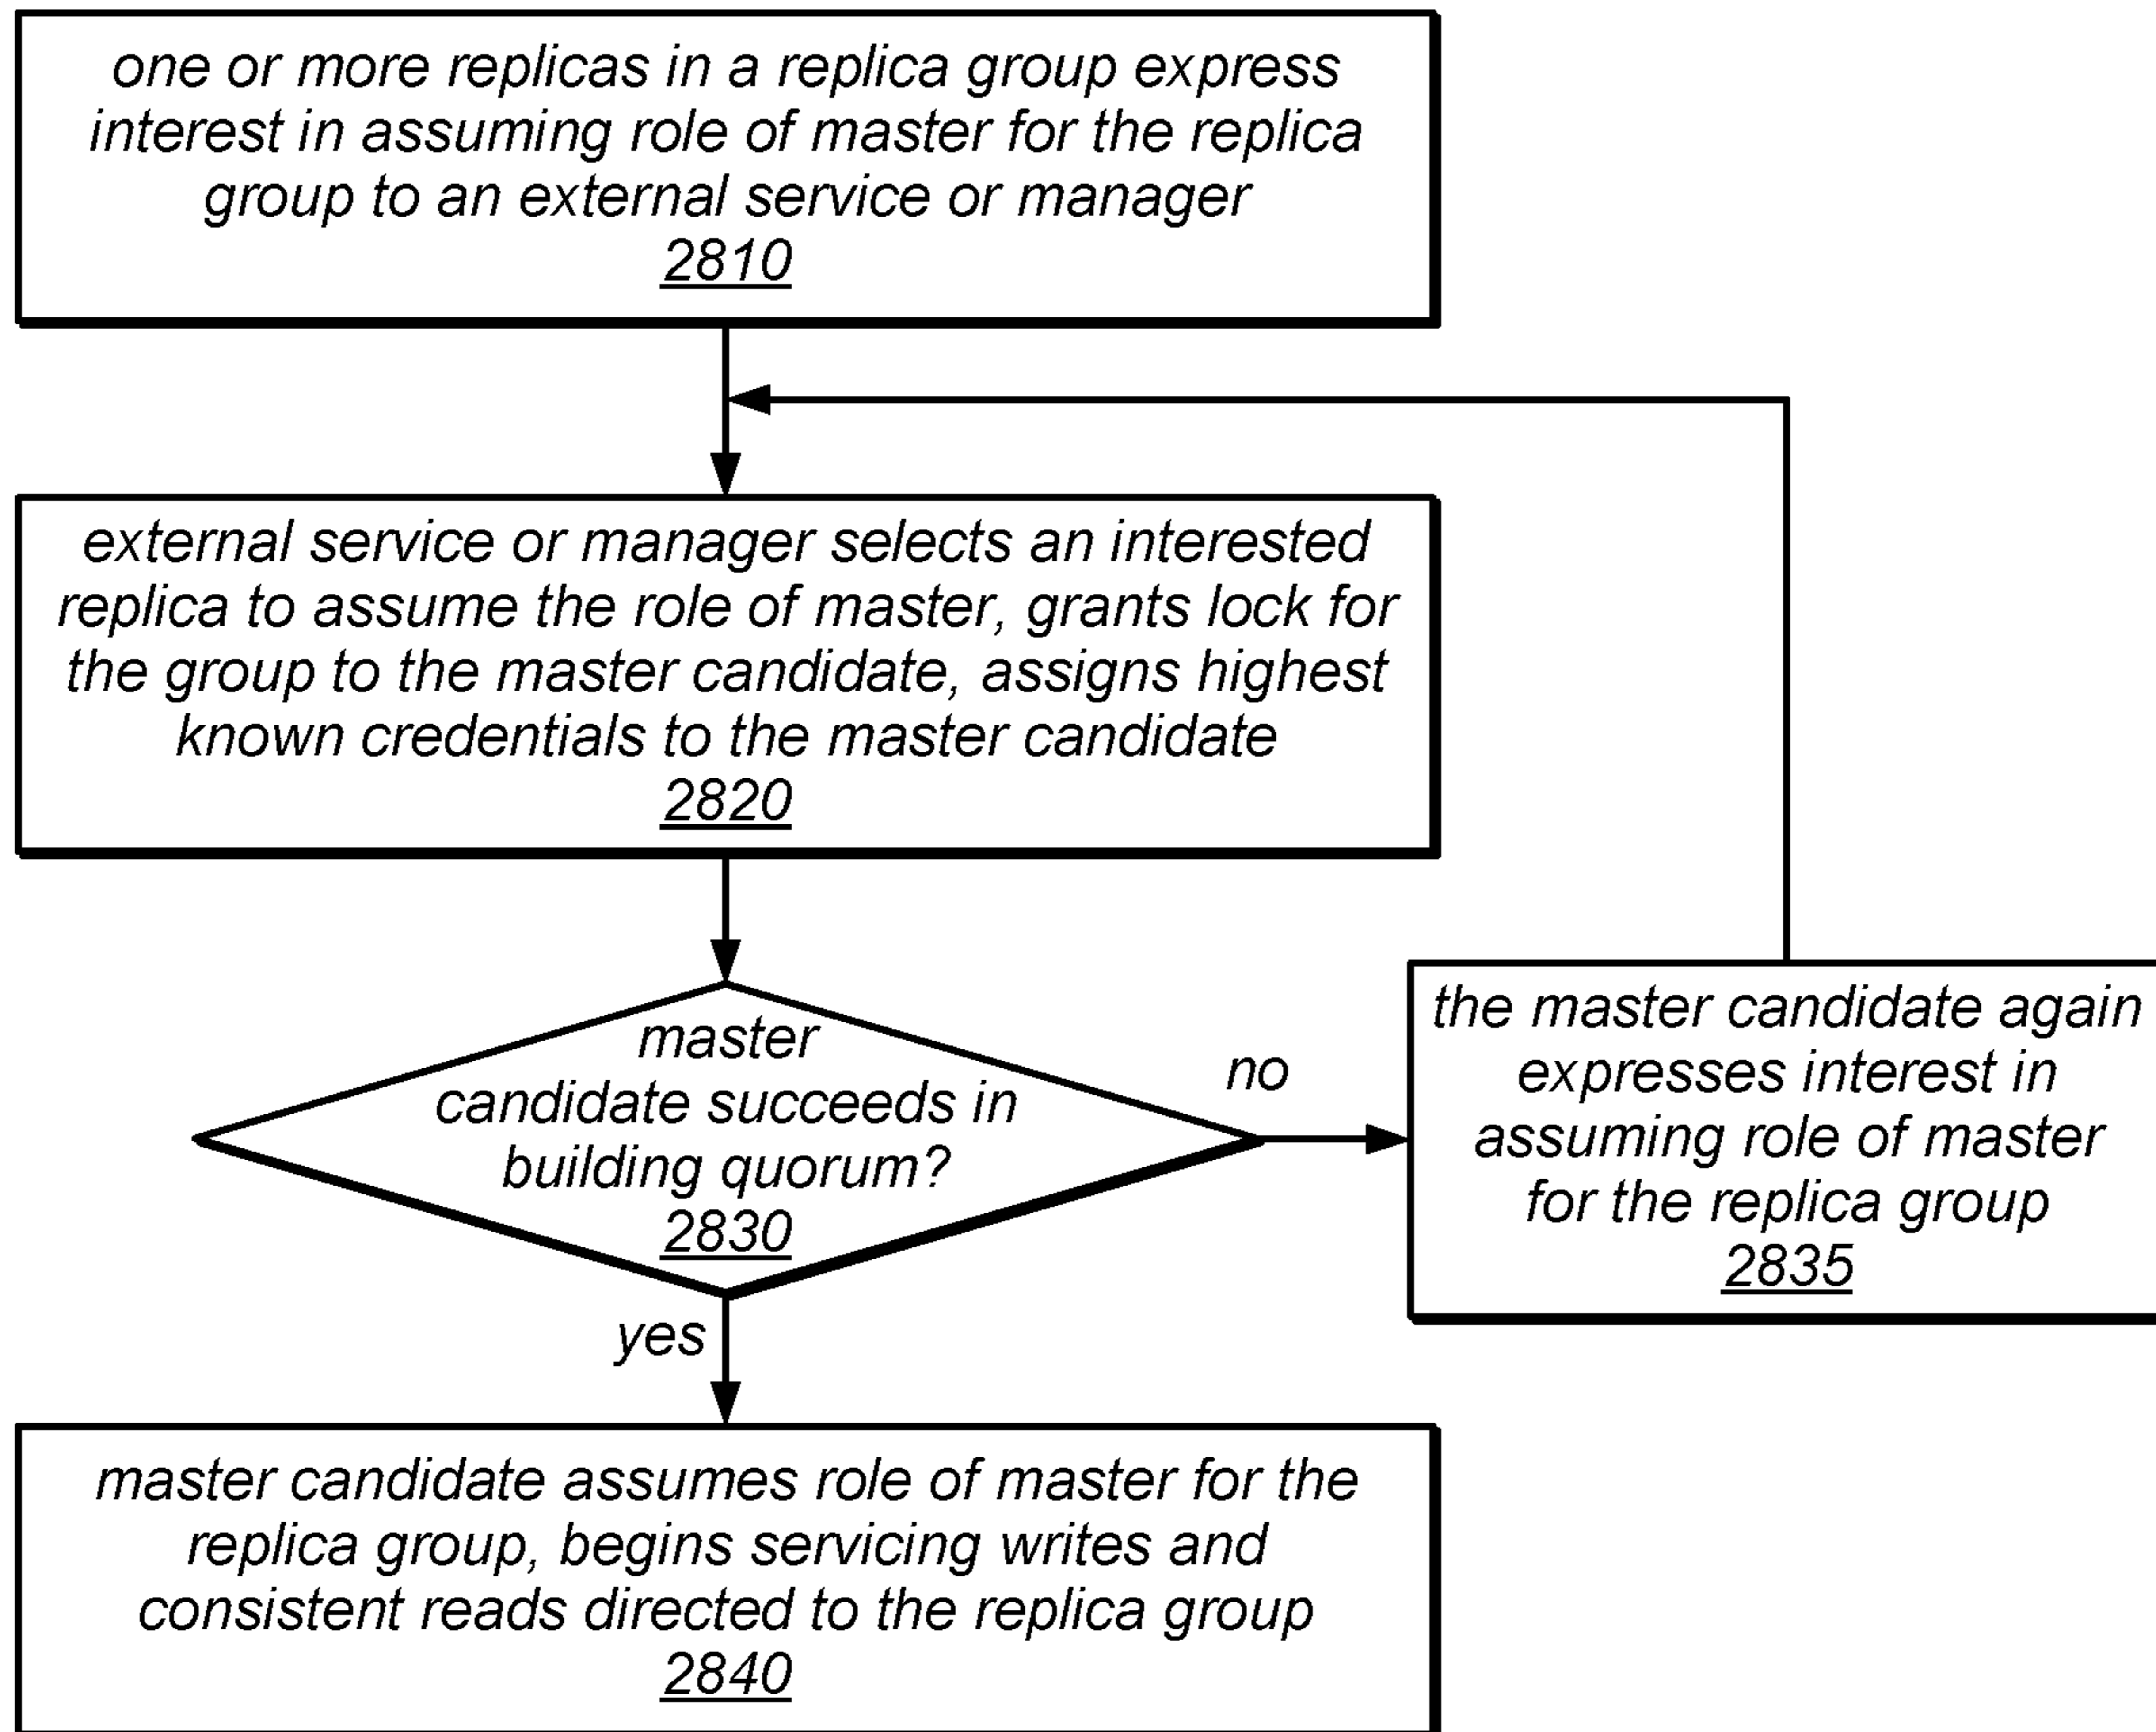 one or more replicas in a replica group express
interest in assuming role of master for the replica
group to an external service or manager
2810
external service or manager selects an interested
replica to assume the role of master, grants lock for
the group to the master candidate, assigns highest
known credentials to the master candidate
2820
master
candidate succeeds in
building quorum?
2830
no
the master candidate again
expresses interest in
assuming role of master
for the replica group
2835
yes
master candidate assumes role of master for the
replica group, begins servicing writes and
consistent reads directed to the replica group
2840